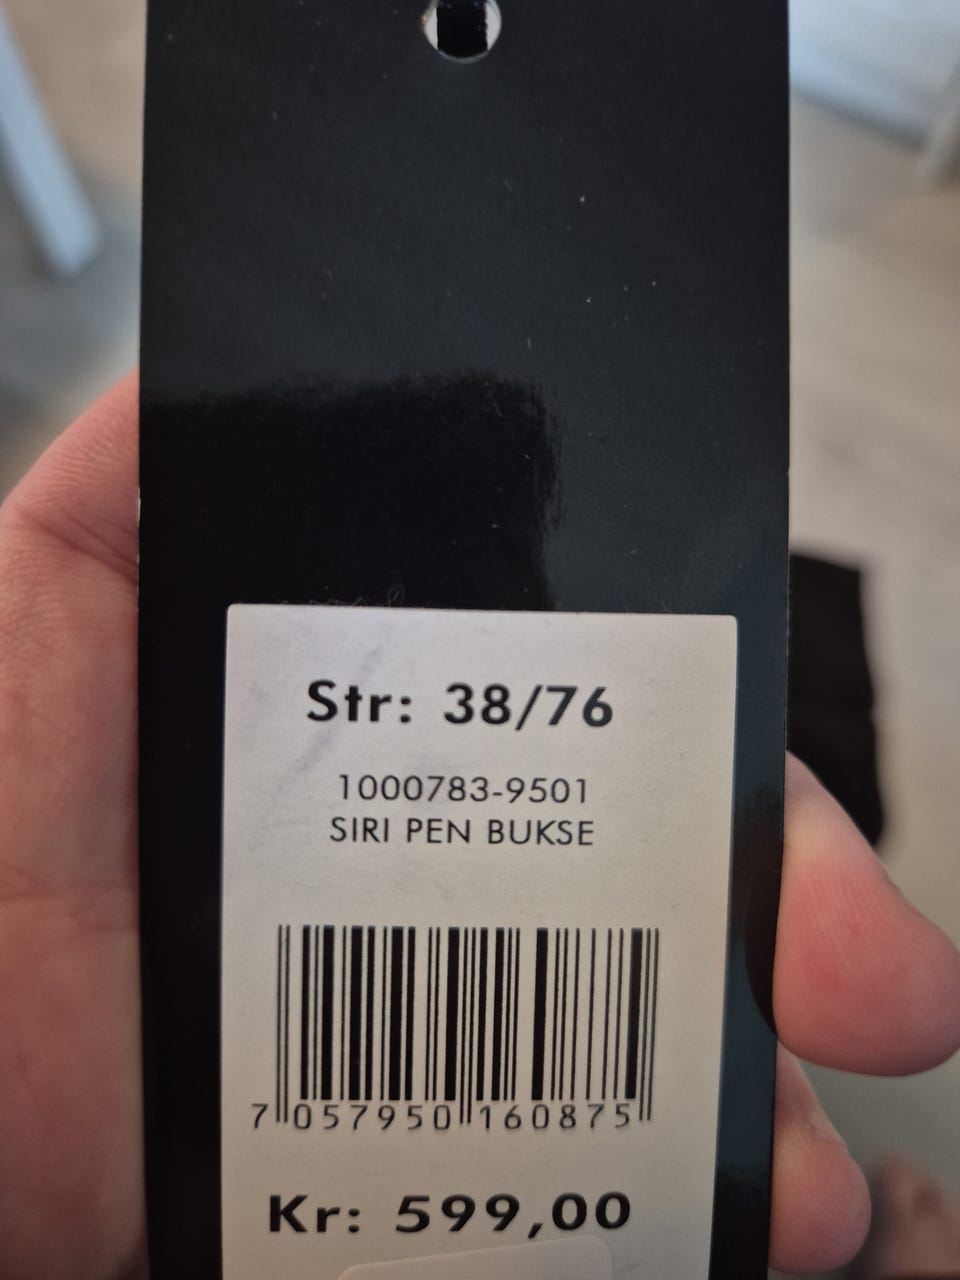 Str: 38/76
1000783-9501
SIRI PEN BUKSE
7 057950 160875
Kr: 599,00